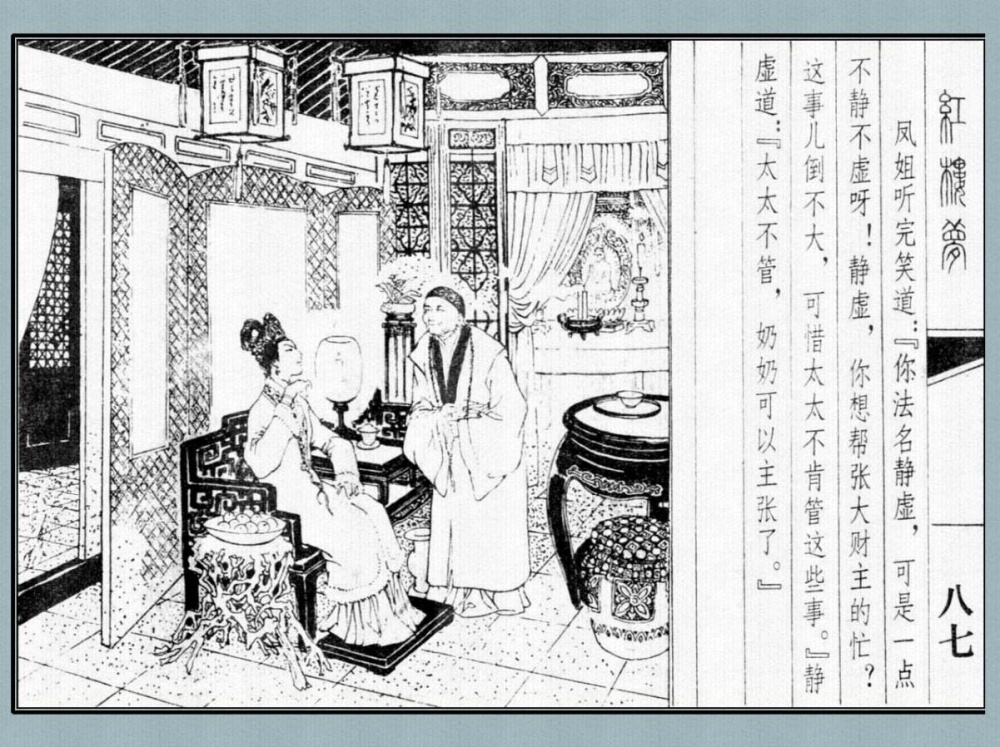 紅樓夢
八七
凤姐听完笑道：『你法名静虚，可是一点
不静不虚呀！静虚，你想帮张大财主的忙？
这事儿倒不大，可惜太太不肯管这些事。』静
虚道：『太太不管，奶奶可以主张了。』